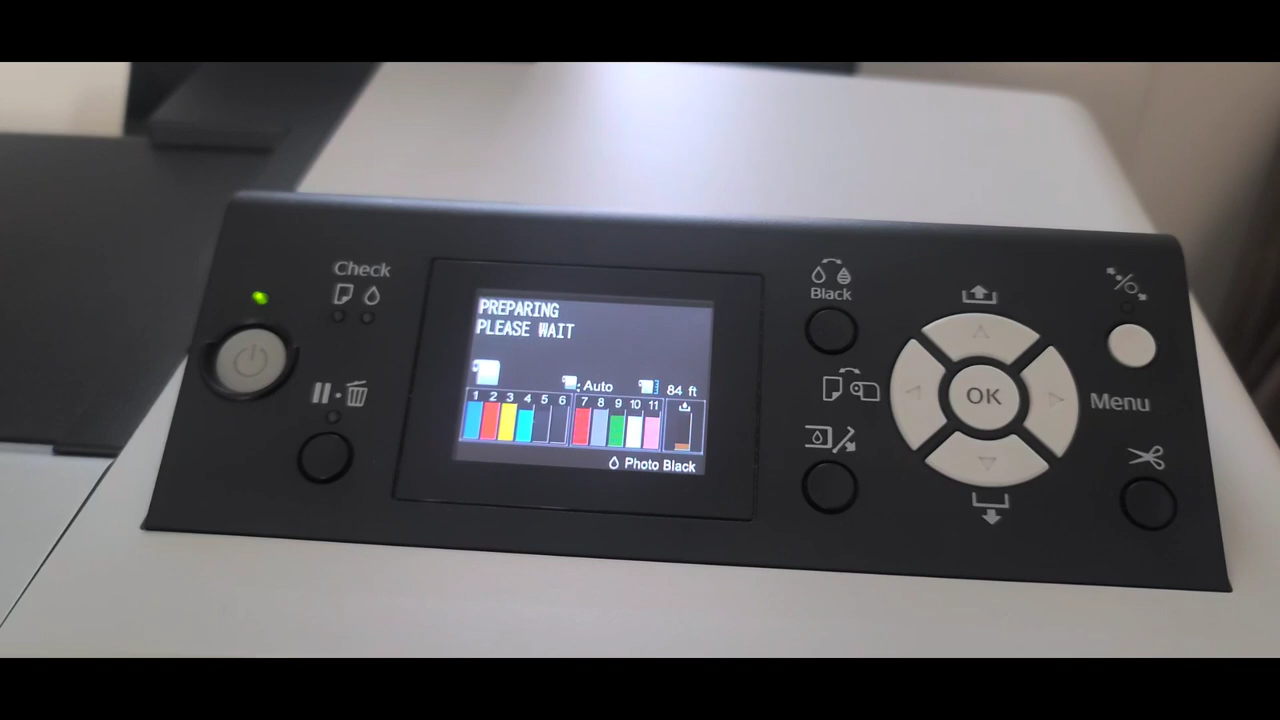 Check
PREPARING
PLEASE WAIT
Auto
84 ft
1 2 3 4 5 6 7 8 9 10 11
Photo Black
Black
OK
Menu